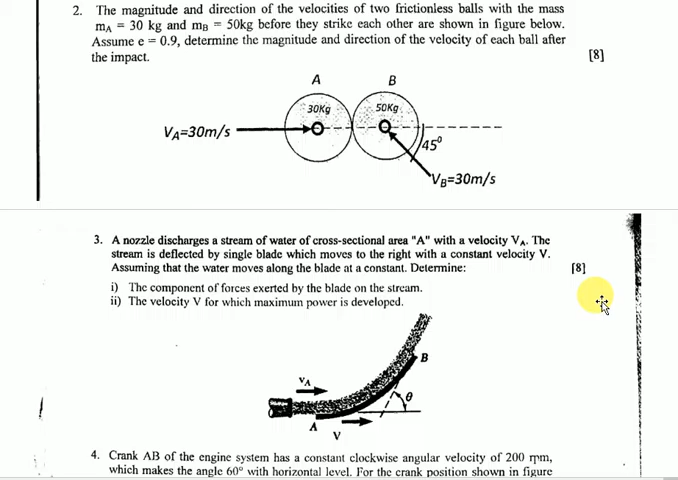 2. The magnitude and direction of the velocities of two frictionless balls with the mass
mA = 30 kg and mB = 50kg before they strike each other are shown in figure below.
Assume e = 0.9, determine the magnitude and direction of the velocity of each ball after
the impact. [8]
A B
30Kg 50Kg
VA=30m/s
45⁰
VB=30m/s
3. A nozzle discharges a stream of water of cross-sectional area "A" with a velocity VA. The
stream is deflected by single blade which moves to the right with a constant velocity V.
Assuming that the water moves along the blade at a constant. Determine: [8]
i) The component of forces exerted by the blade on the stream.
ii) The velocity V for which maximum power is developed.
B
VA
θ
A
V
4. Crank AB of the engine system has a constant clockwise angular velocity of 200 rpm,
which makes the angle 60° with horizontal level. For the crank position shown in figure